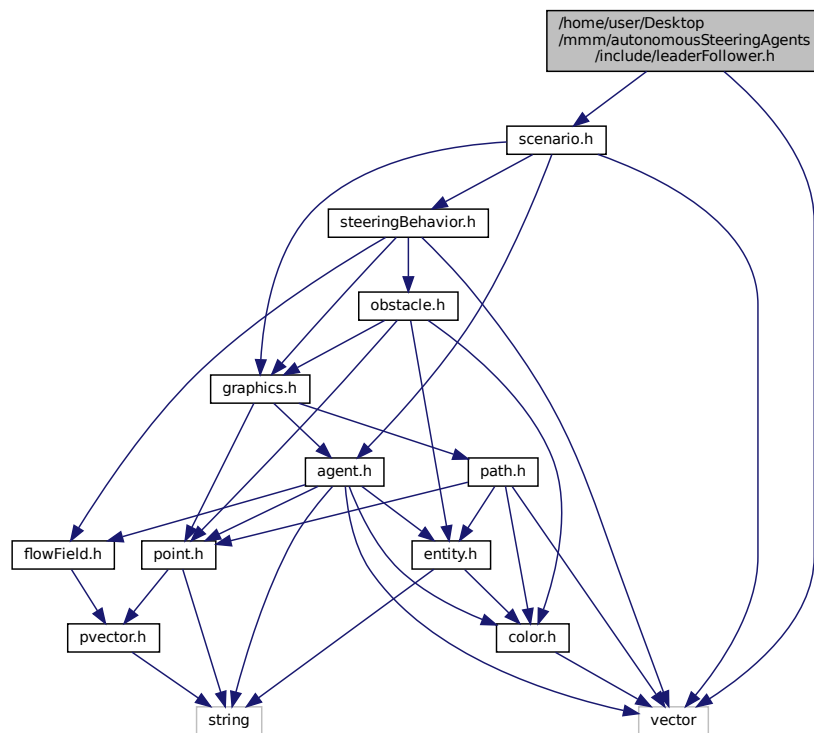 /home/user/Desktop
/mmm/autonomousSteeringAgents
/include/leaderFollower.h
scenario.h
steeringBehavior.h
obstacle.h
graphics.h
agent.h
path.h
flowField.h
point.h
entity.h
pvector.h
color.h
string
vector